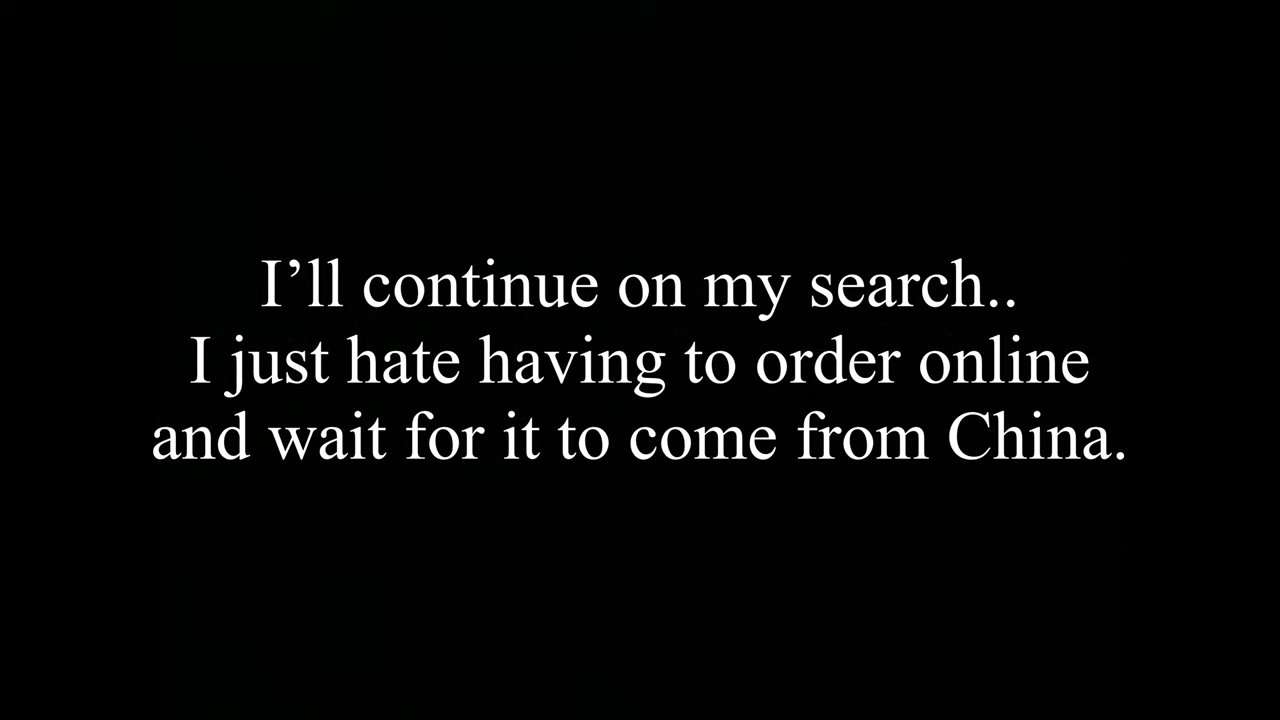 I’ll continue on my search..
I just hate having to order online
and wait for it to come from China.